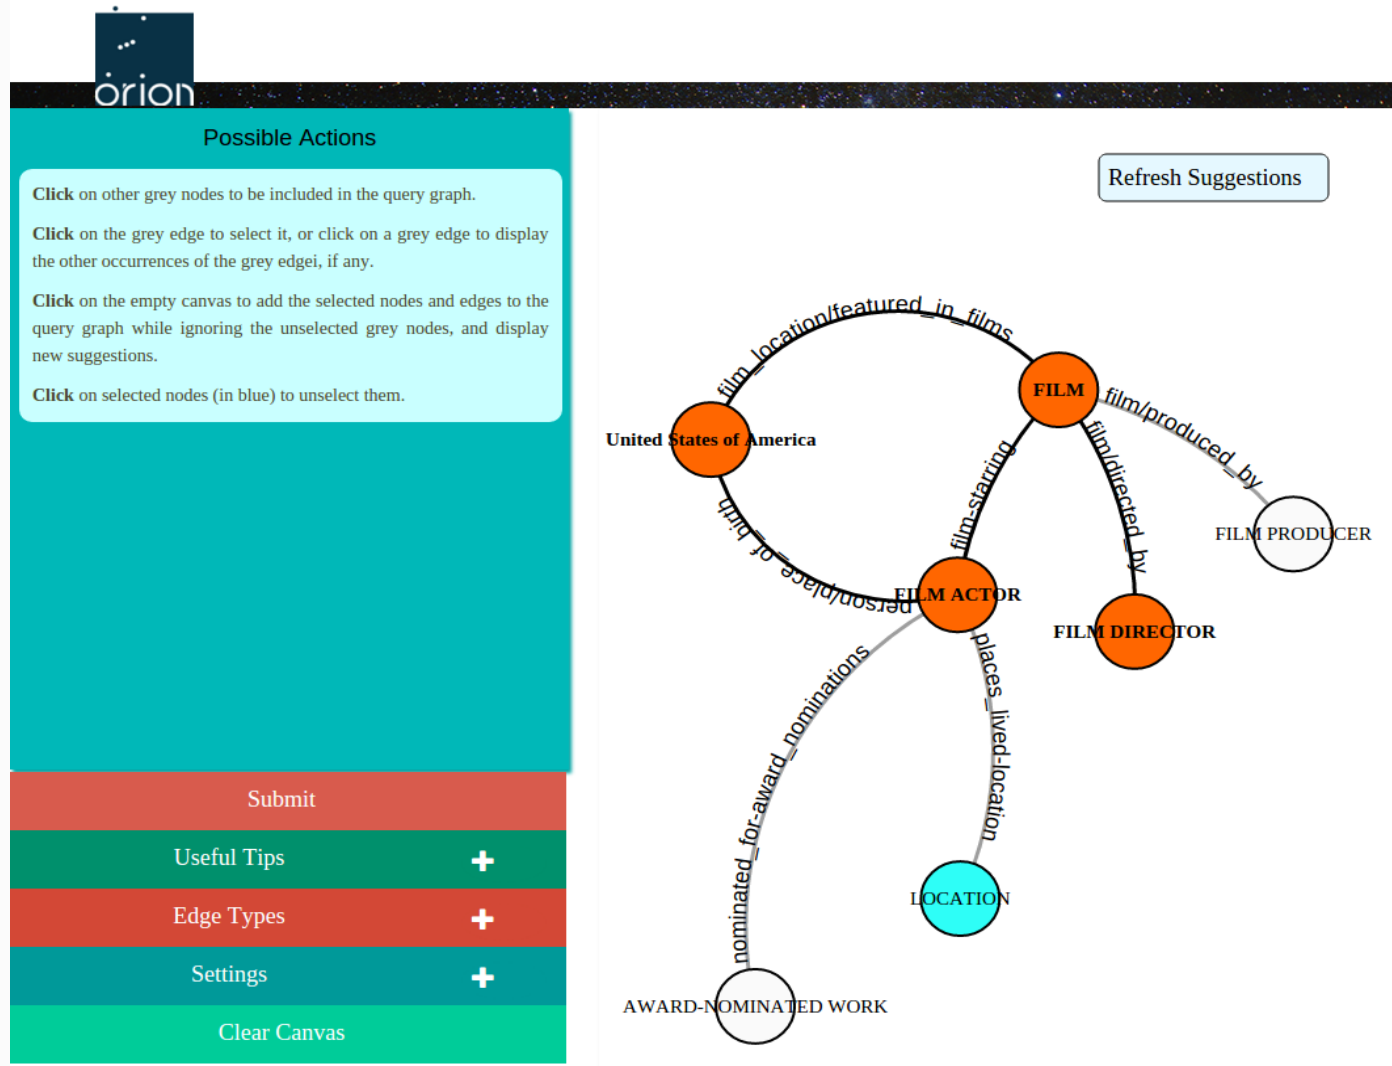 orion
Possible Actions
Click on other grey nodes to be included in the query graph.
Click on the grey edge to select it, or click on a grey edge to display
the other occurrences of the grey edgei, if any.
Click on the empty canvas to add the selected nodes and edges to the
query graph while ignoring the unselected grey nodes, and display
new suggestions.
Click on selected nodes (in blue) to unselect them.
Submit
Useful Tips
Edge Types
Settings
Clear Canvas
Refresh Suggestions
film_location/featured_in_films
FILM
film/produced_by
United States of America
film-starring
film/directed_by
FILM PRODUCER
person/place_of_birth
FILM ACTOR
FILM DIRECTOR
nominated_for-award_nominations
places_lived-location
LOCATION
AWARD-NOMINATED WORK